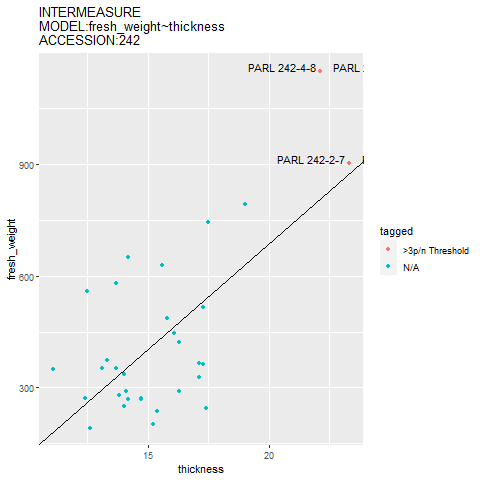 INTERMEASURE
MODEL:fresh_weight~thickness
ACCESSION:242
PARL 242-4-8
PARL
900
PARL 242-2-7
600
300
fresh_weight
15
20
thickness
tagged
>3p/n Threshold
N/A